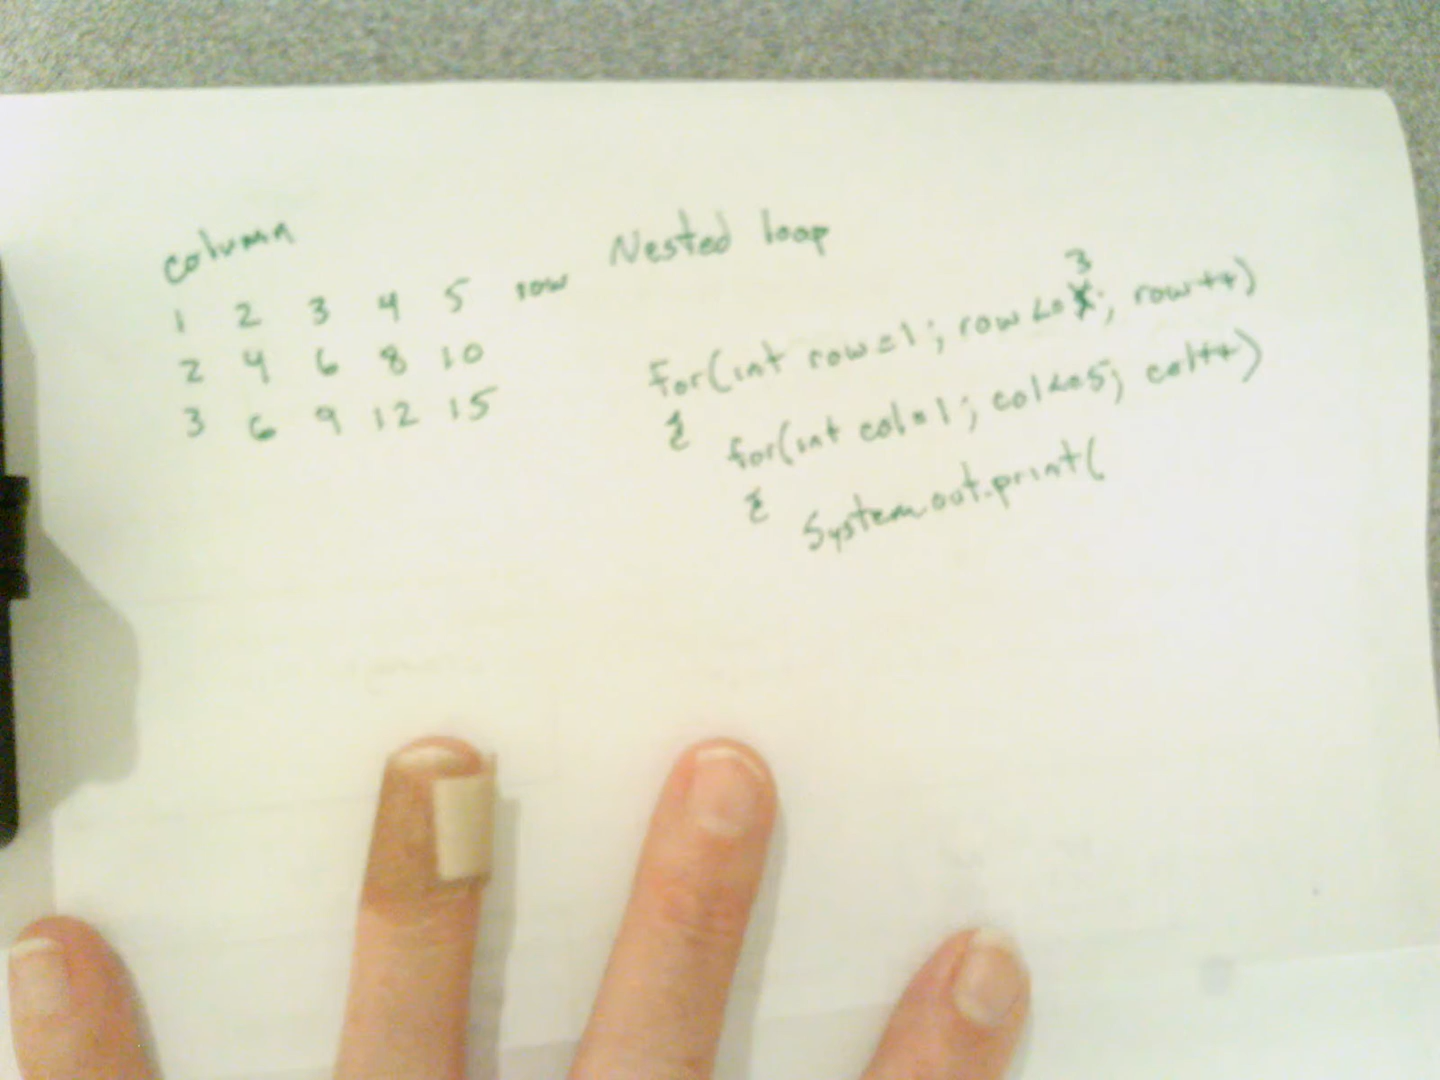 column
1 2 3 4 5 row
2 4 6 8 10
3 6 9 12 15
Nested loop
3
for(int row=1; row<=; row++)
{ for(int col=1; col<=5; col++)
{ System.out.print(